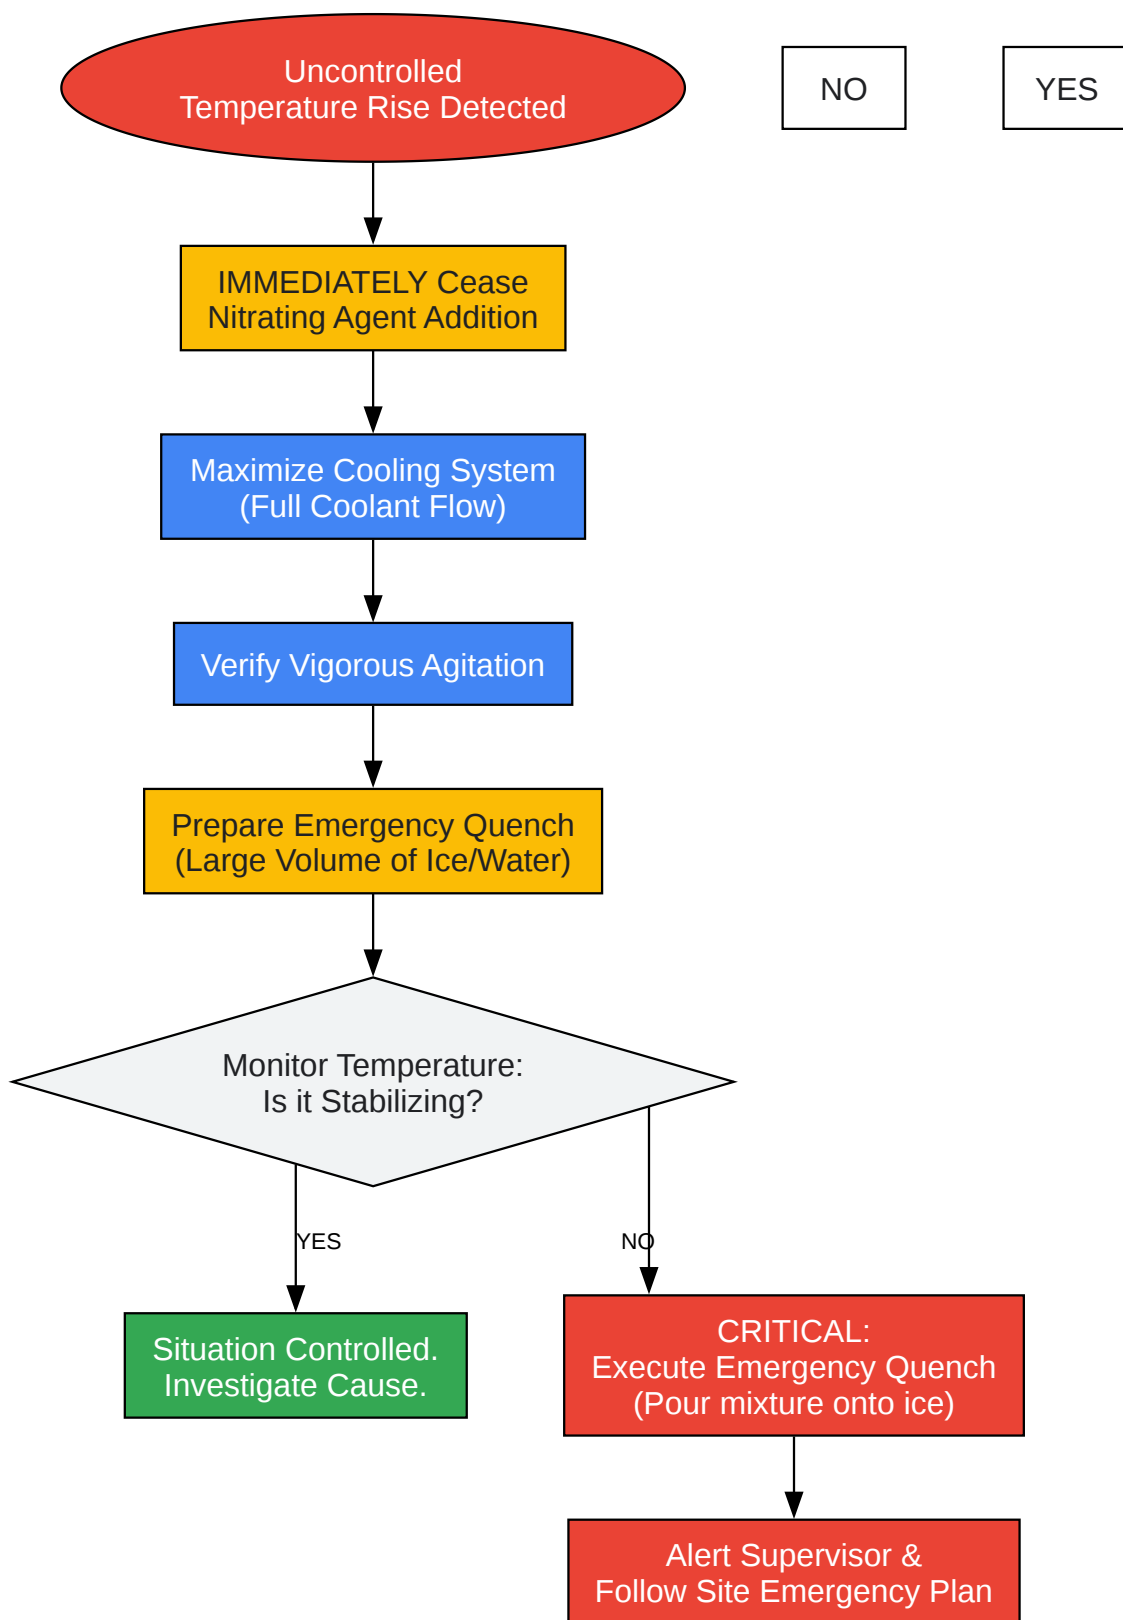 Uncontrolled
Temperature Rise Detected
NO
YES
IMMEDIATELY Cease
Nitrating Agent Addition
Maximize Cooling System
(Full Coolant Flow)
Verify Vigorous Agitation
Prepare Emergency Quench
(Large Volume of Ice/Water)
Monitor Temperature:
Is it Stabilizing?
YES
NO
Situation Controlled.
Investigate Cause.
CRITICAL:
Execute Emergency Quench
(Pour mixture onto ice)
Alert Supervisor &
Follow Site Emergency Plan